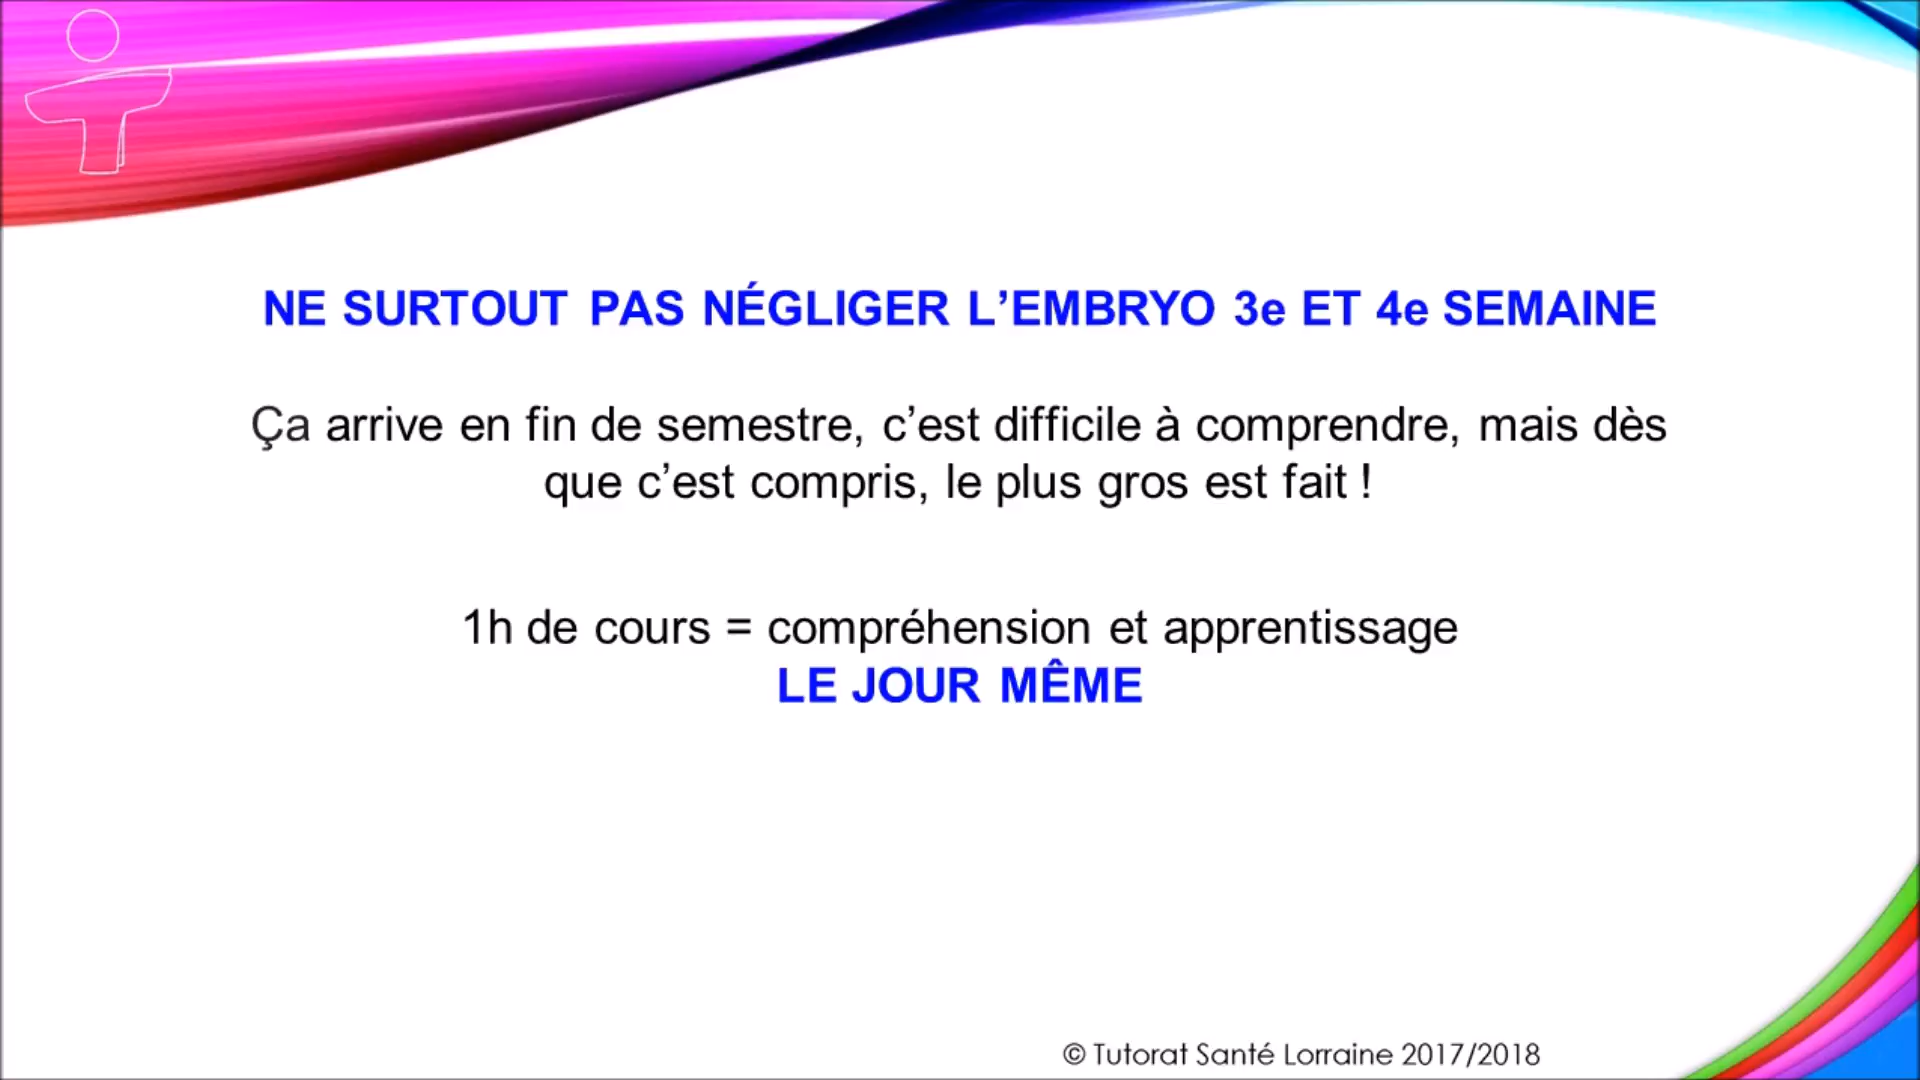 NE SURTOUT PAS NÉGLIGER L’EMBRYO 3e ET 4e SEMAINE
Ça arrive en fin de semestre, c’est difficile à comprendre, mais dès
que c’est compris, le plus gros est fait !
1h de cours = compréhension et apprentissage
LE JOUR MÊME
© Tutorat Santé Lorraine 2017/2018